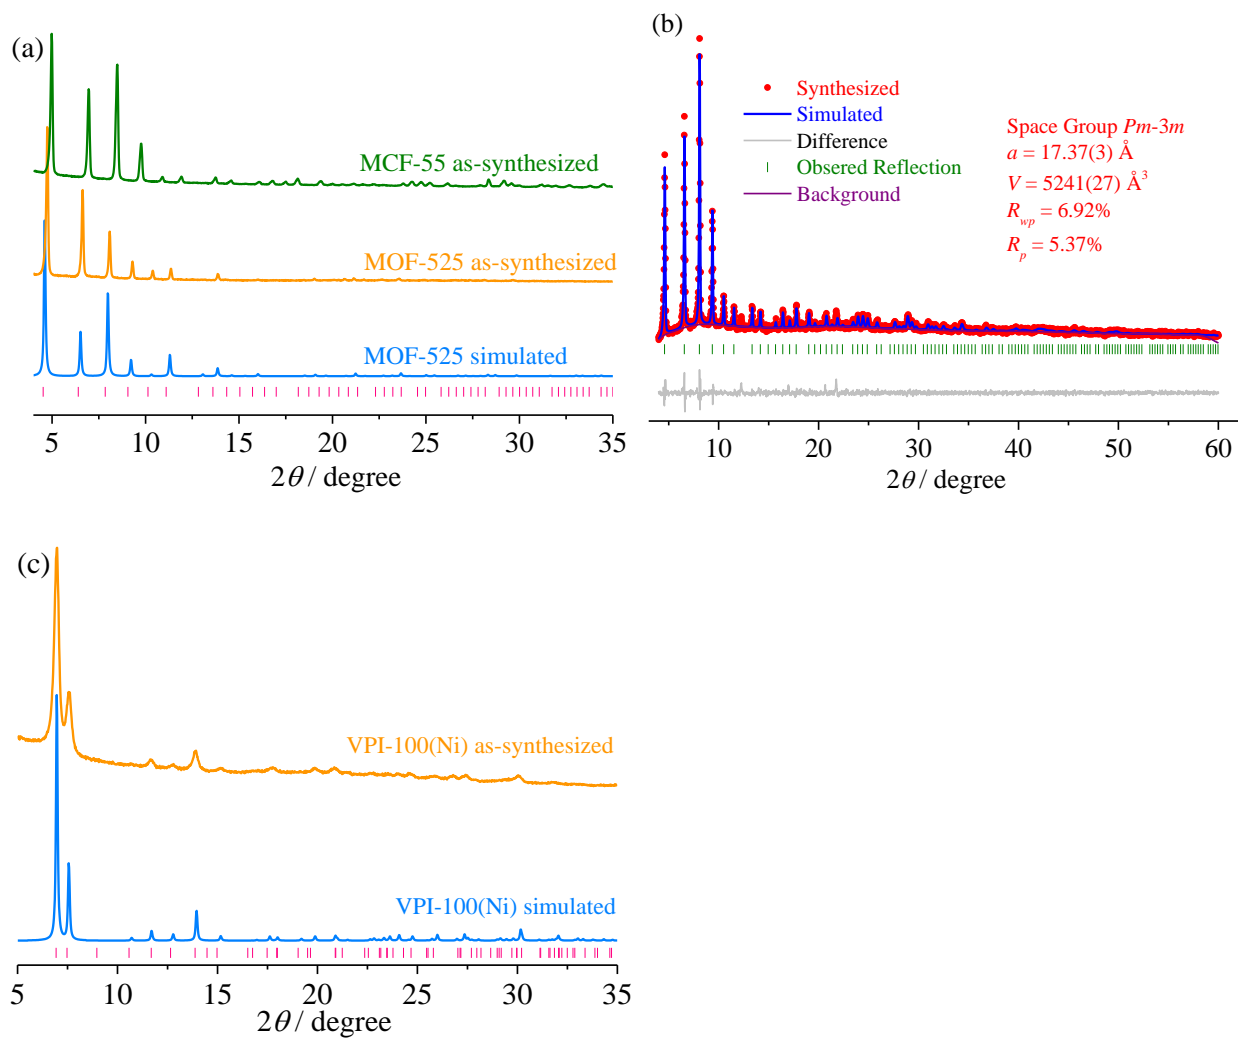 (a)
MCF-55 as-synthesized
MOF-525 as-synthesized
MOF-525 simulated
5 10 15 20 25 30 35
2θ / degree
(b)
Synthesized
Simulated
Difference
Obsered Reflection
Background
Space Group Pm-3m
a = 17.37(3) Å
V = 5241(27) Å³
R_wp = 6.92%
R_p = 5.37%
10 20 30 40 50 60
2θ / degree
(c)
VPI-100(Ni) as-synthesized
VPI-100(Ni) simulated
5 10 15 20 25 30 35
2θ / degree